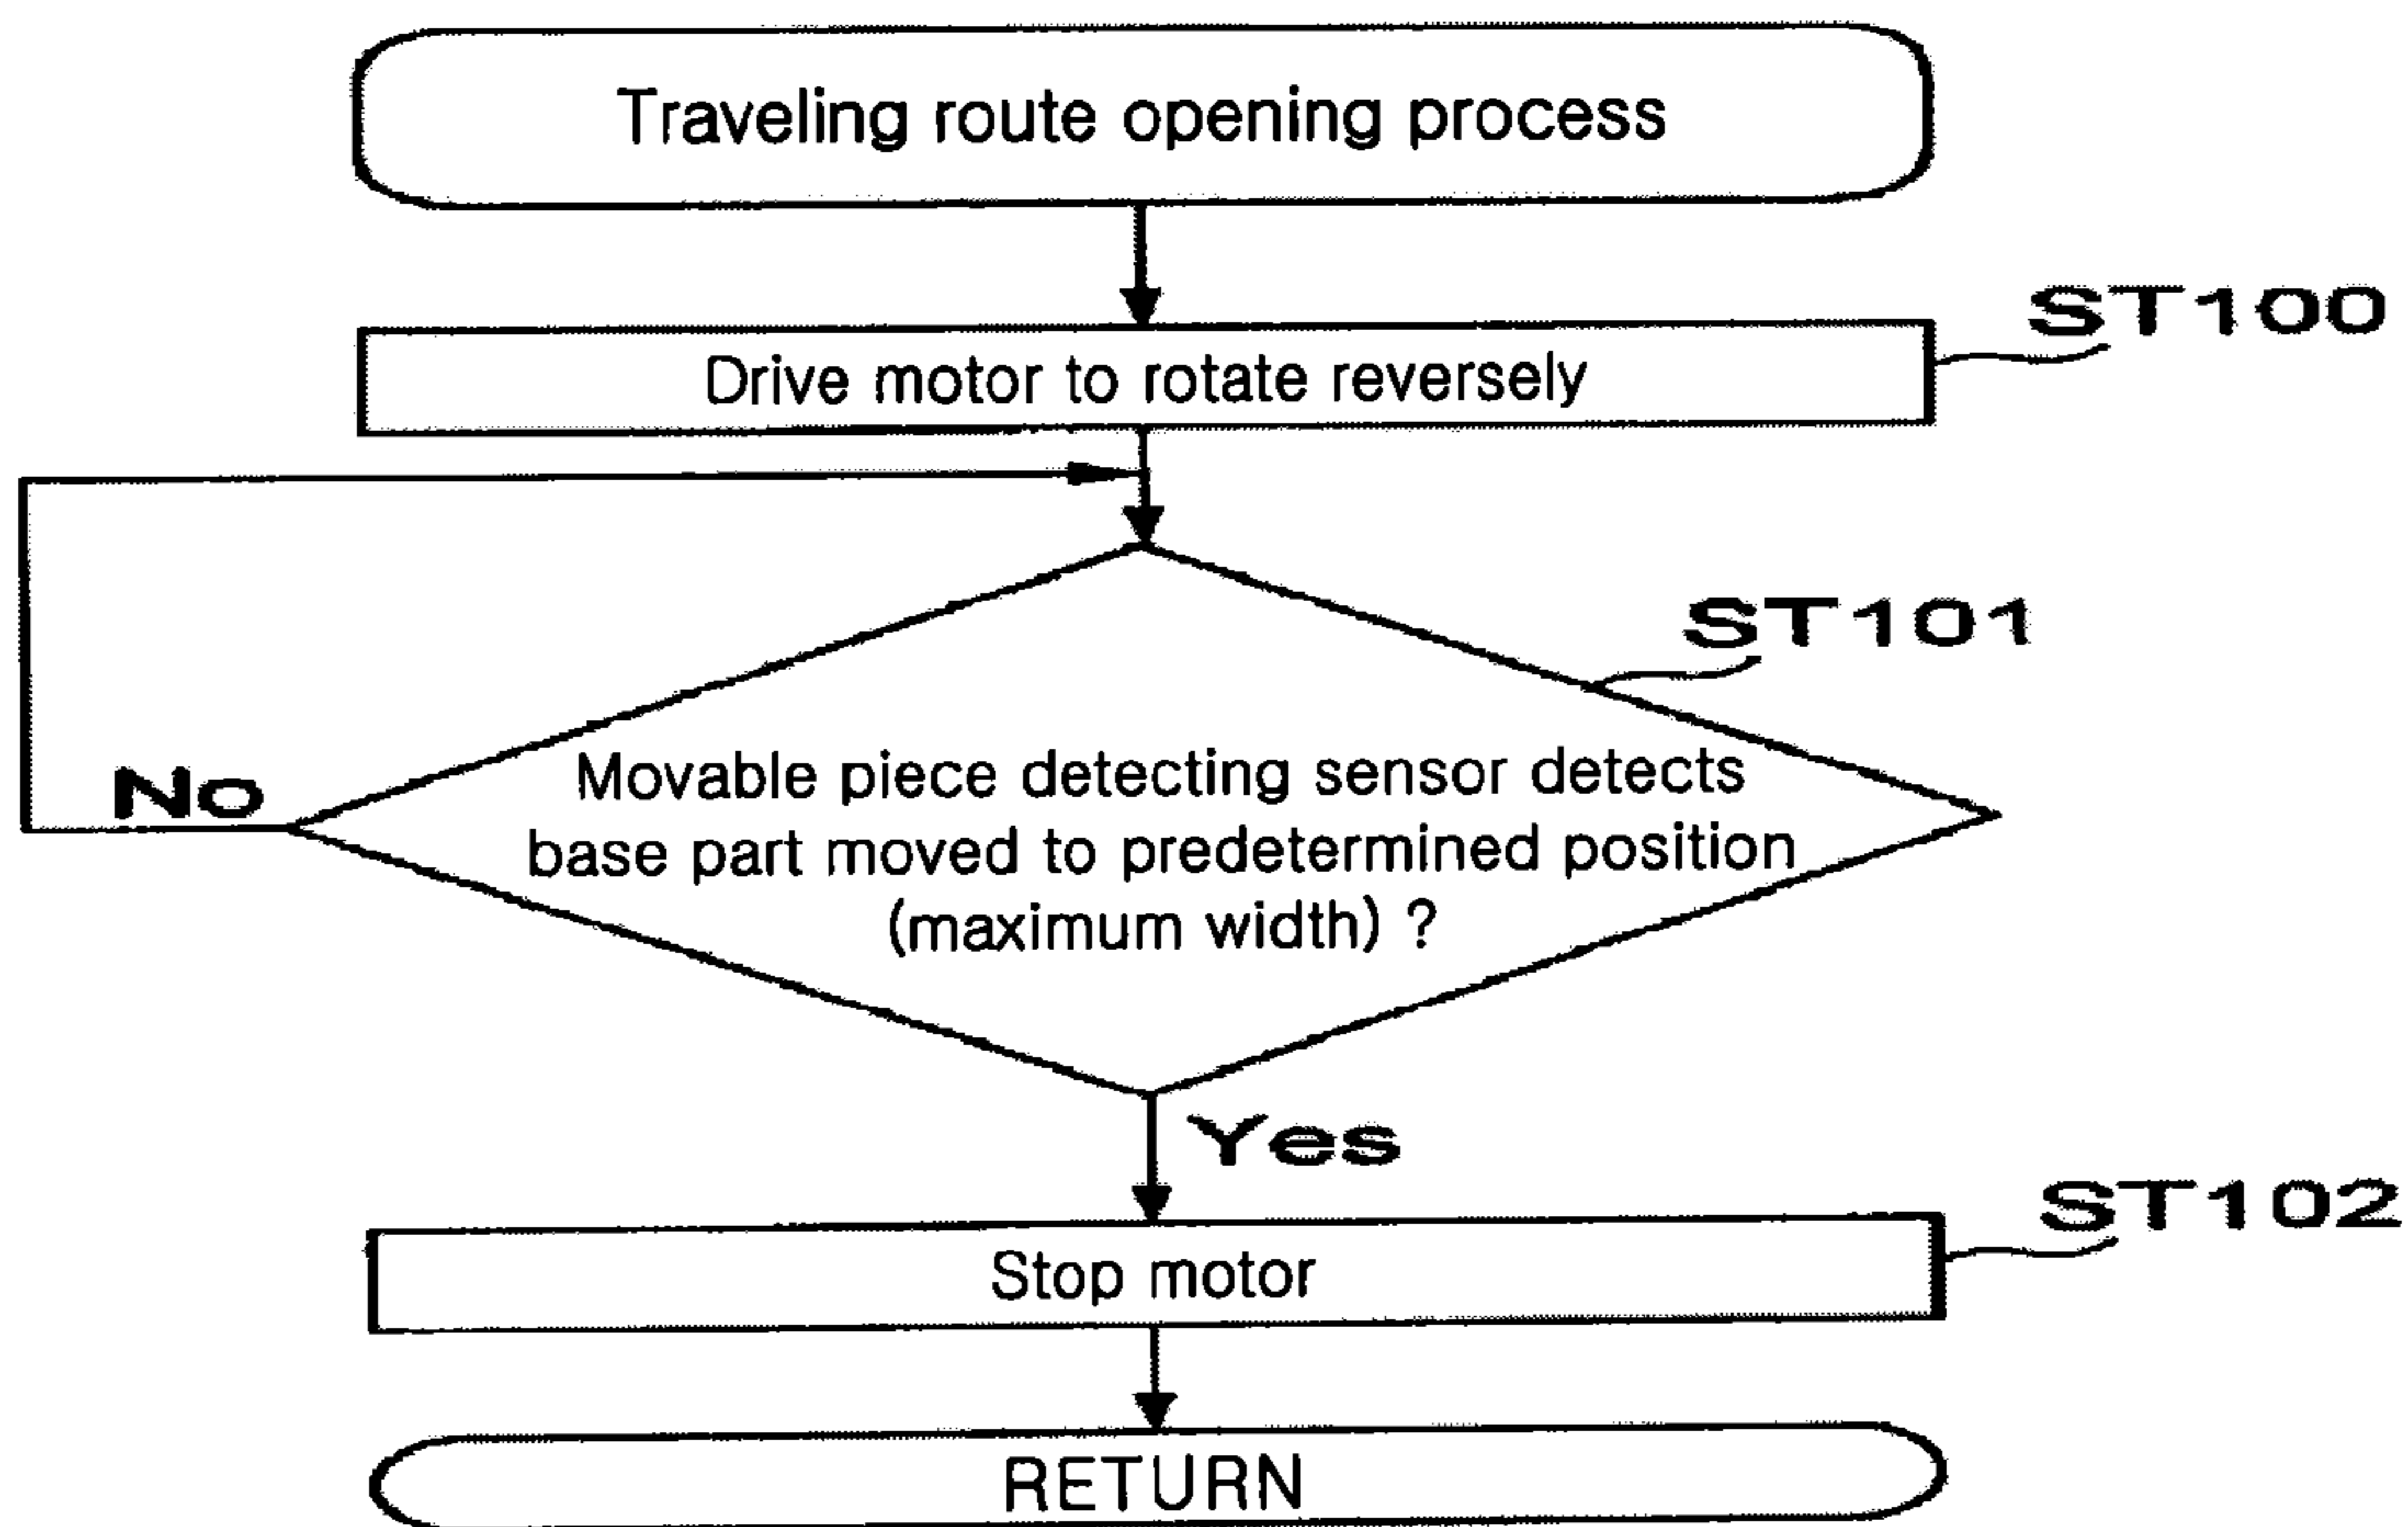 Traveling route opening process
ST100
Drive motor to rotate reversely
ST101
No
Movable piece detecting sensor detects
base part moved to predetermined position
(maximum width) ?
Yes
ST102
Stop motor
RETURN